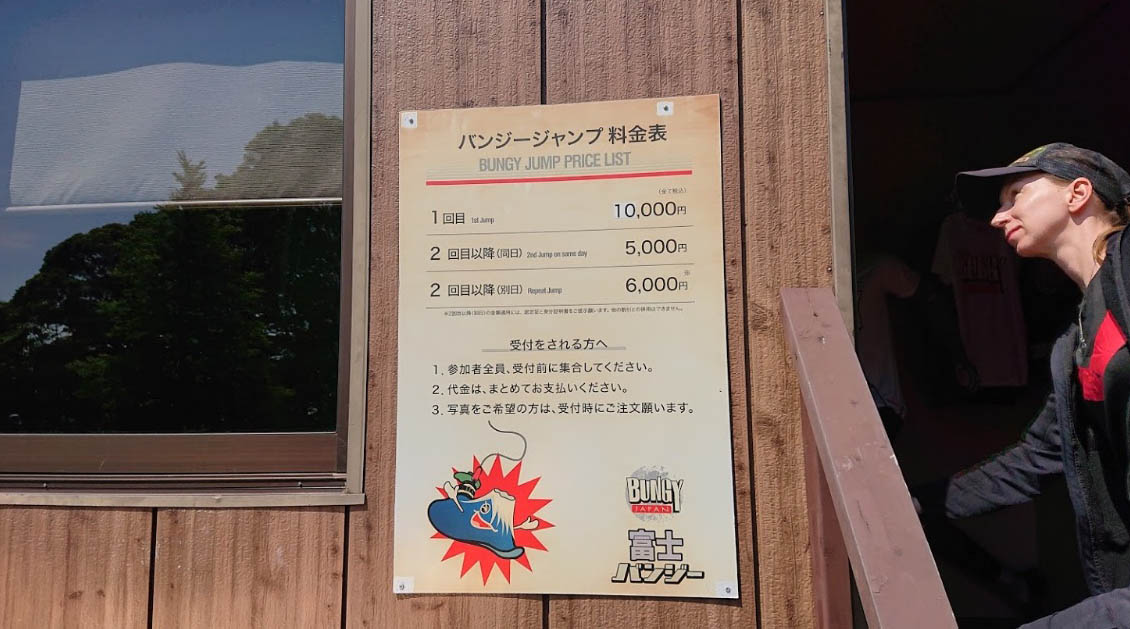 バンジージャンプ 料金表
BUNGY JUMP PRICE LIST
(全て税込)
1回目 1st Jump 10,000円
2回目以降(同日) 2nd Jump on same day 5,000円
※
2回目以降(別日) Repeat Jump 6,000円
受付をされる方へ
1. 参加者全員、受付前に集合してください。
2. 代金は、まとめてお支払いください。
3. 写真をご希望の方は、受付時にご注文願います。
BUNGY
JAPAN
富士
バンジー
BUNGY